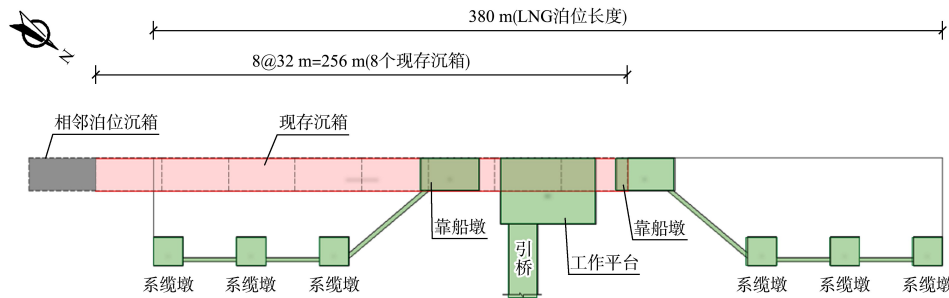 380 m(LNG泊位长度)
N
8@32 m=256 m(8个现存沉箱)
相邻泊位沉箱
现存沉箱
靠船墩
引桥
工作平台
靠船墩
系缆墩
系缆墩
系缆墩
系缆墩
系缆墩
系缆墩